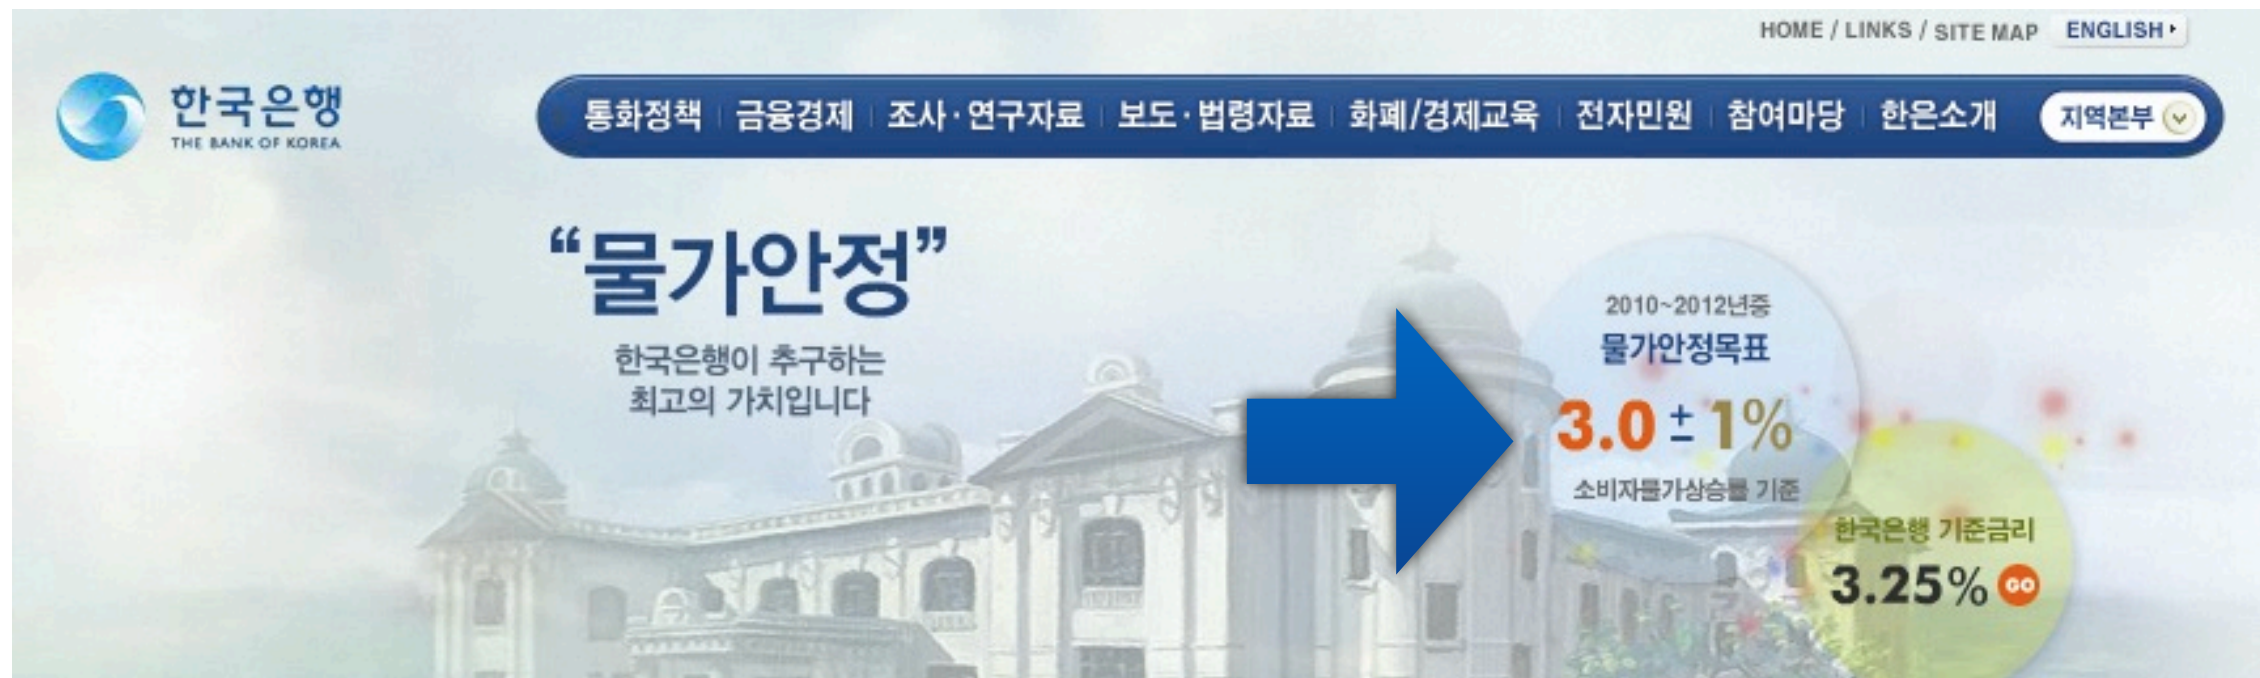 HOME / LINKS / SITE MAP ENGLISH
한국은행
THE BANK OF KOREA
통화정책 금융경제 조사·연구자료 보도·법령자료 화폐/경제교육 전자민원 참여마당 한은소개 지역본부
“물가안정”
한국은행이 추구하는
최고의 가치입니다
2010~2012년중
물가안정목표
3.0 ± 1%
소비자물가상승률 기준
한국은행 기준금리
3.25% GO